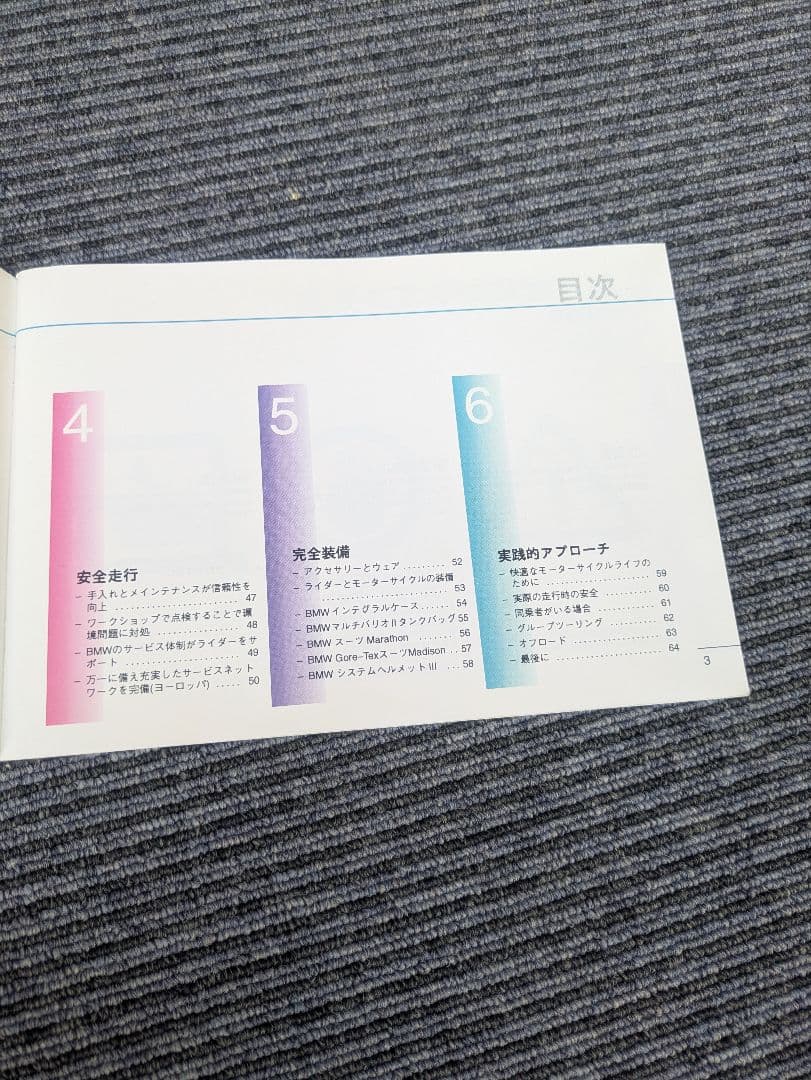 目次
4
安全走行
– 手入れとメインテナンスが信頼性を
向上 .................... 47
– ワークショップで点検することで環
境問題に対処 .............. 48
– BMWのサービス体制がライダーをサ
ポート .................. 49
– 万一に備え充実したサービスネット
ワークを完備(ヨーロッパ) ..... 50
5
完全装備
– アクセサリーとウェア ......... 52
– ライダーとモーターサイクルの装備
........................ 53
– BMWインテグラルケース...... 54
– BMWマルチバリオIIタンクバッグ55
– BMW スーツ Marathon ....... 56
– BMW Gore–TexスーツMadison .. 57
– BMW システムヘルメット III ... 58
6
実践的アプローチ
– 快適なモーターサイクルライフの
ために .................. 59
– 実際の走行時の安全 .......... 60
– 同乗者がいる場合 ............ 61
– グループツーリング .......... 62
– オフロード ................ 63
– 最後に .................. 64
3